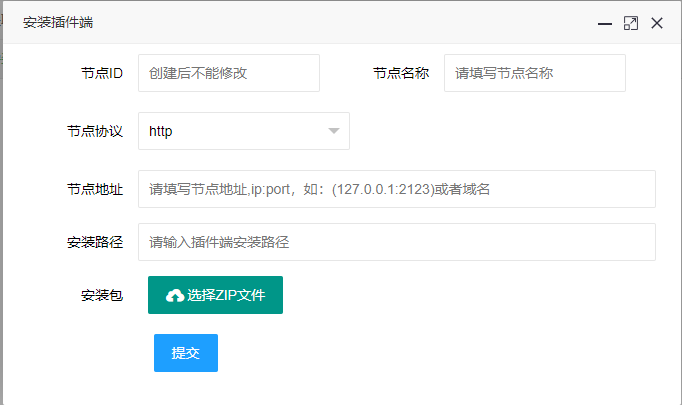 安装插件端
节点ID 创建后不能修改 节点名称 请填写节点名称
节点协议 http
节点地址 请填写节点地址,ip:port，如：(127.0.0.1:2123)或者域名
安装路径 请输入插件端安装路径
安装包 选择ZIP文件
提交